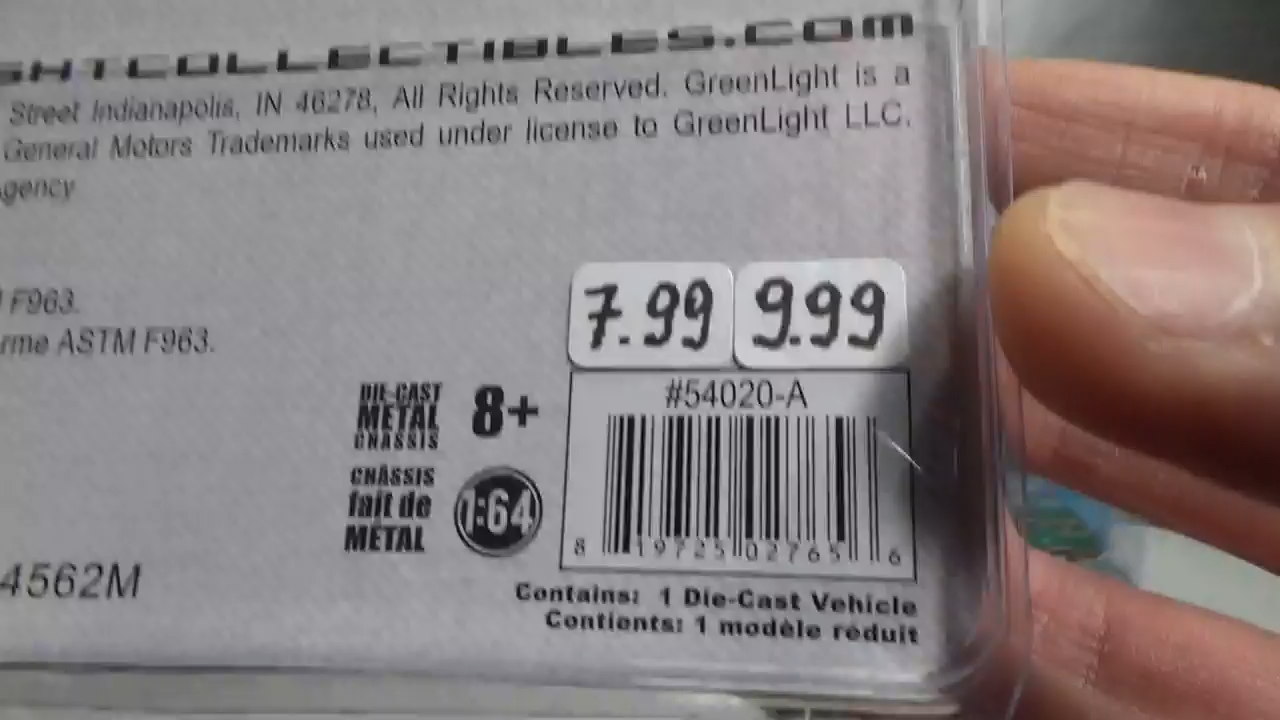 SHTCOLLECTIBLES.COM
Street Indianapolis, IN 46278, All Rights Reserved. GreenLight is a
General Motors Trademarks used under license to GreenLight LLC.
Agency
F963.
rme ASTM F963.
7.99 9.99
#54020-A
DIE-CAST
METAL
CHASSIS
8+
CHÂSSIS
fait de
MÉTAL
1:64
8 19725 02765 6
4562M
Contains: 1 Die-Cast Vehicle
Contients: 1 modèle réduit